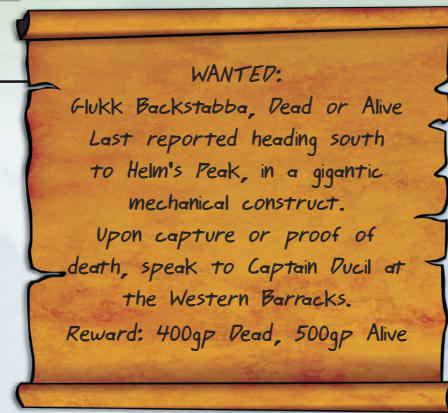 WANTED:
Glukk Backstabba, Dead or Alive
Last reported heading south
to Helm's Peak, in a gigantic
mechanical construct.
Upon capture or proof of
death, speak to Captain Ducil at
the Western Barracks.
Reward: 400gp Dead, 500gp Alive